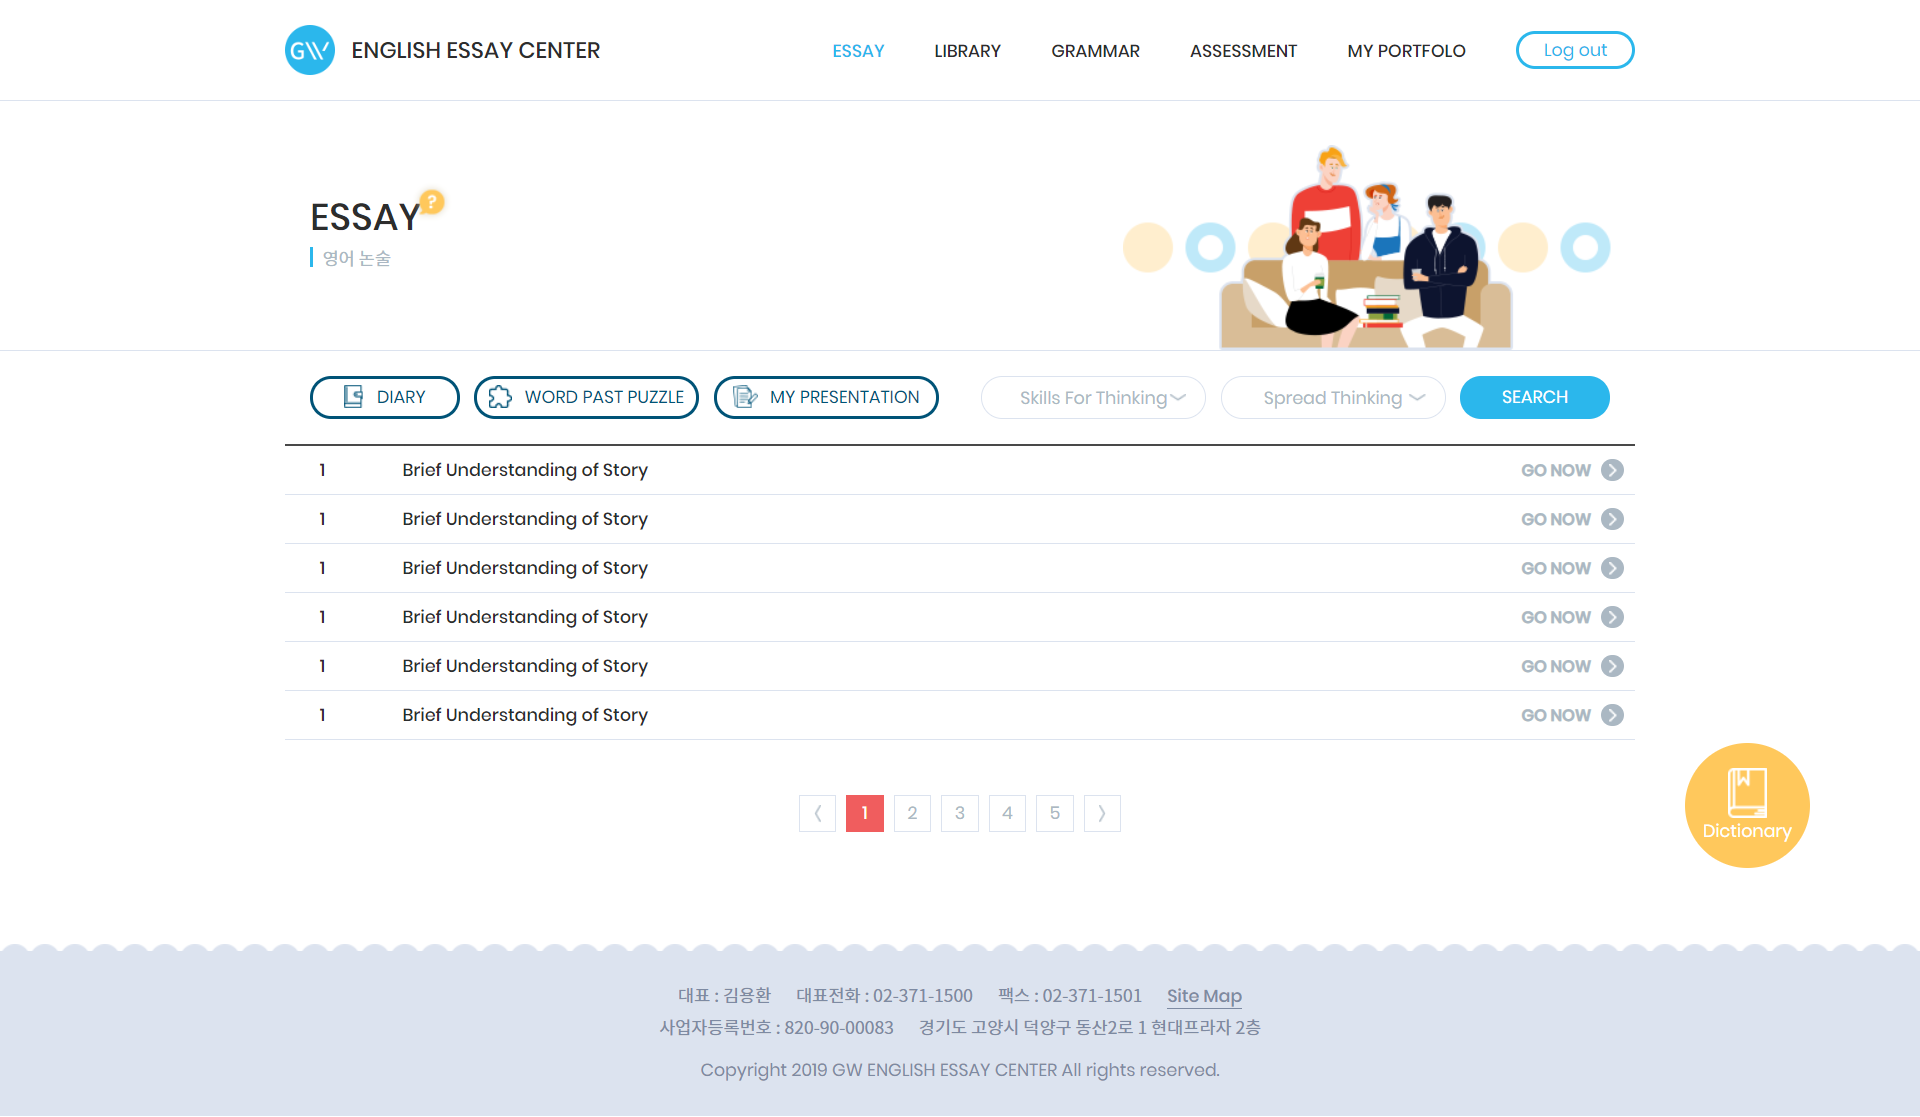 GW ENGLISH ESSAY CENTER ESSAY LIBRARY GRAMMAR ASSESSMENT MY PORTFOLO Log out
ESSAY ?
영어 논술
DIARY WORD PAST PUZZLE MY PRESENTATION Skills For Thinking Spread Thinking SEARCH
1 Brief Understanding of Story GO NOW
1 Brief Understanding of Story GO NOW
1 Brief Understanding of Story GO NOW
1 Brief Understanding of Story GO NOW
1 Brief Understanding of Story GO NOW
1 Brief Understanding of Story GO NOW
1 2 3 4 5
Dictionary
대표 : 김용환 대표전화 : 02-371-1500 팩스 : 02-371-1501 Site Map
사업자등록번호 : 820-90-00083 경기도 고양시 덕양구 동산2로 1 현대프라자 2층
Copyright 2019 GW ENGLISH ESSAY CENTER All rights reserved.